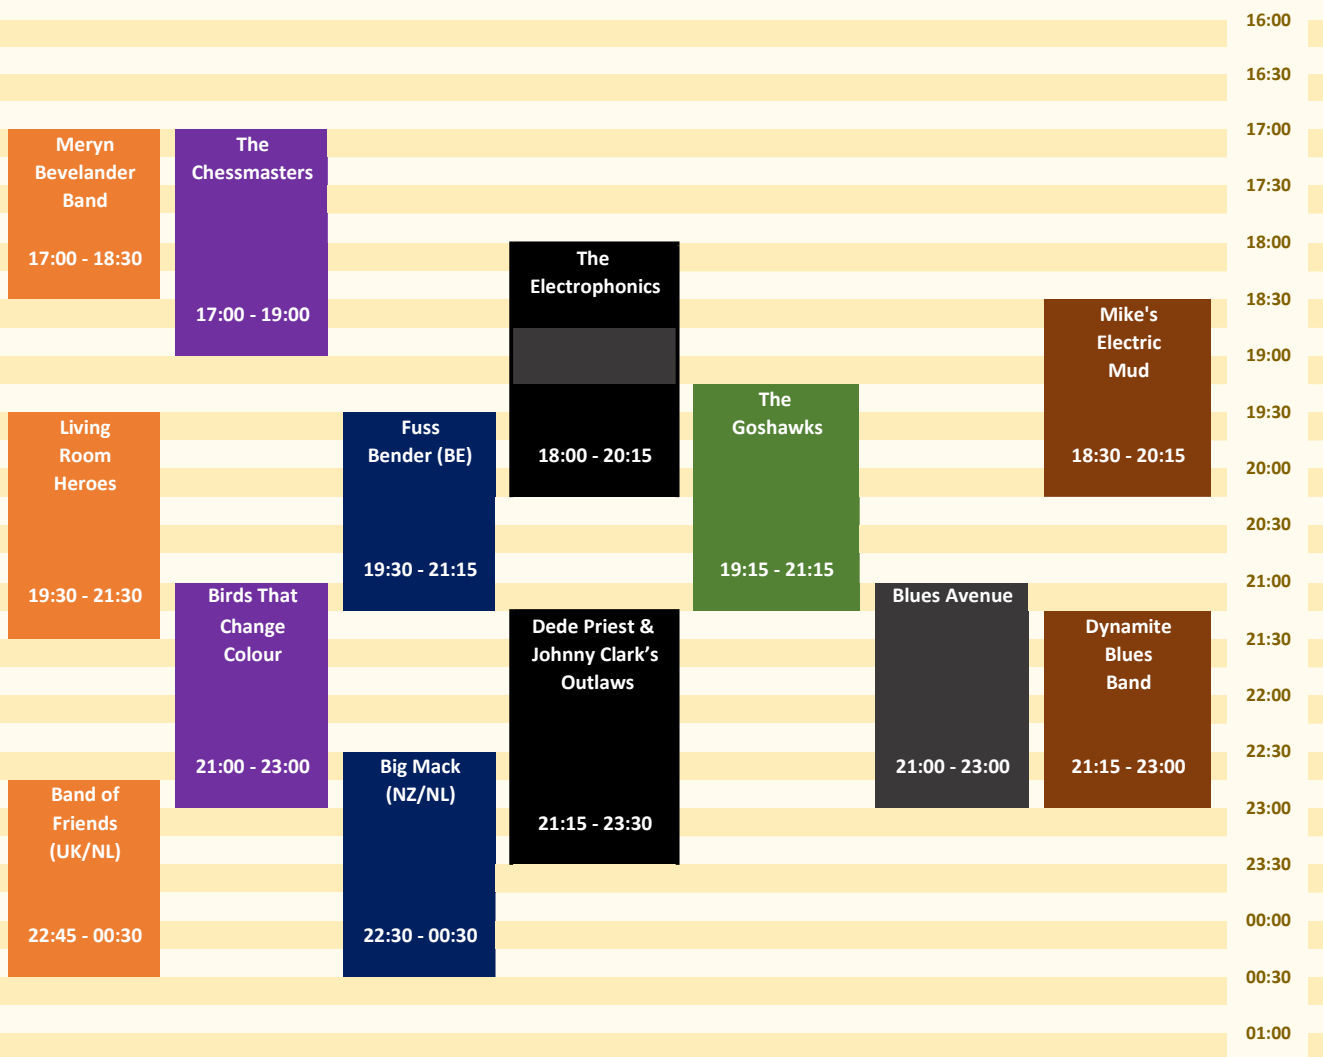 16:00
16:30
17:00
17:30
18:00
18:30
19:00
19:30
20:00
20:30
21:00
21:30
22:00
22:30
23:00
23:30
00:00
00:30
01:00
Meryn
Bevelander
Band
17:00 - 18:30
Living
Room
Heroes
19:30 - 21:30
Band of
Friends
(UK/NL)
22:45 - 00:30
The
Chessmasters
17:00 - 19:00
Birds That
Change
Colour
21:00 - 23:00
Fuss
Bender (BE)
19:30 - 21:15
Big Mack
(NZ/NL)
22:30 - 00:30
The
Electrophonics
18:00 - 20:15
Dede Priest &
Johnny Clark’s
Outlaws
21:15 - 23:30
The
Goshawks
19:15 - 21:15
Blues Avenue
21:00 - 23:00
Mike's
Electric
Mud
18:30 - 20:15
Dynamite
Blues
Band
21:15 - 23:00